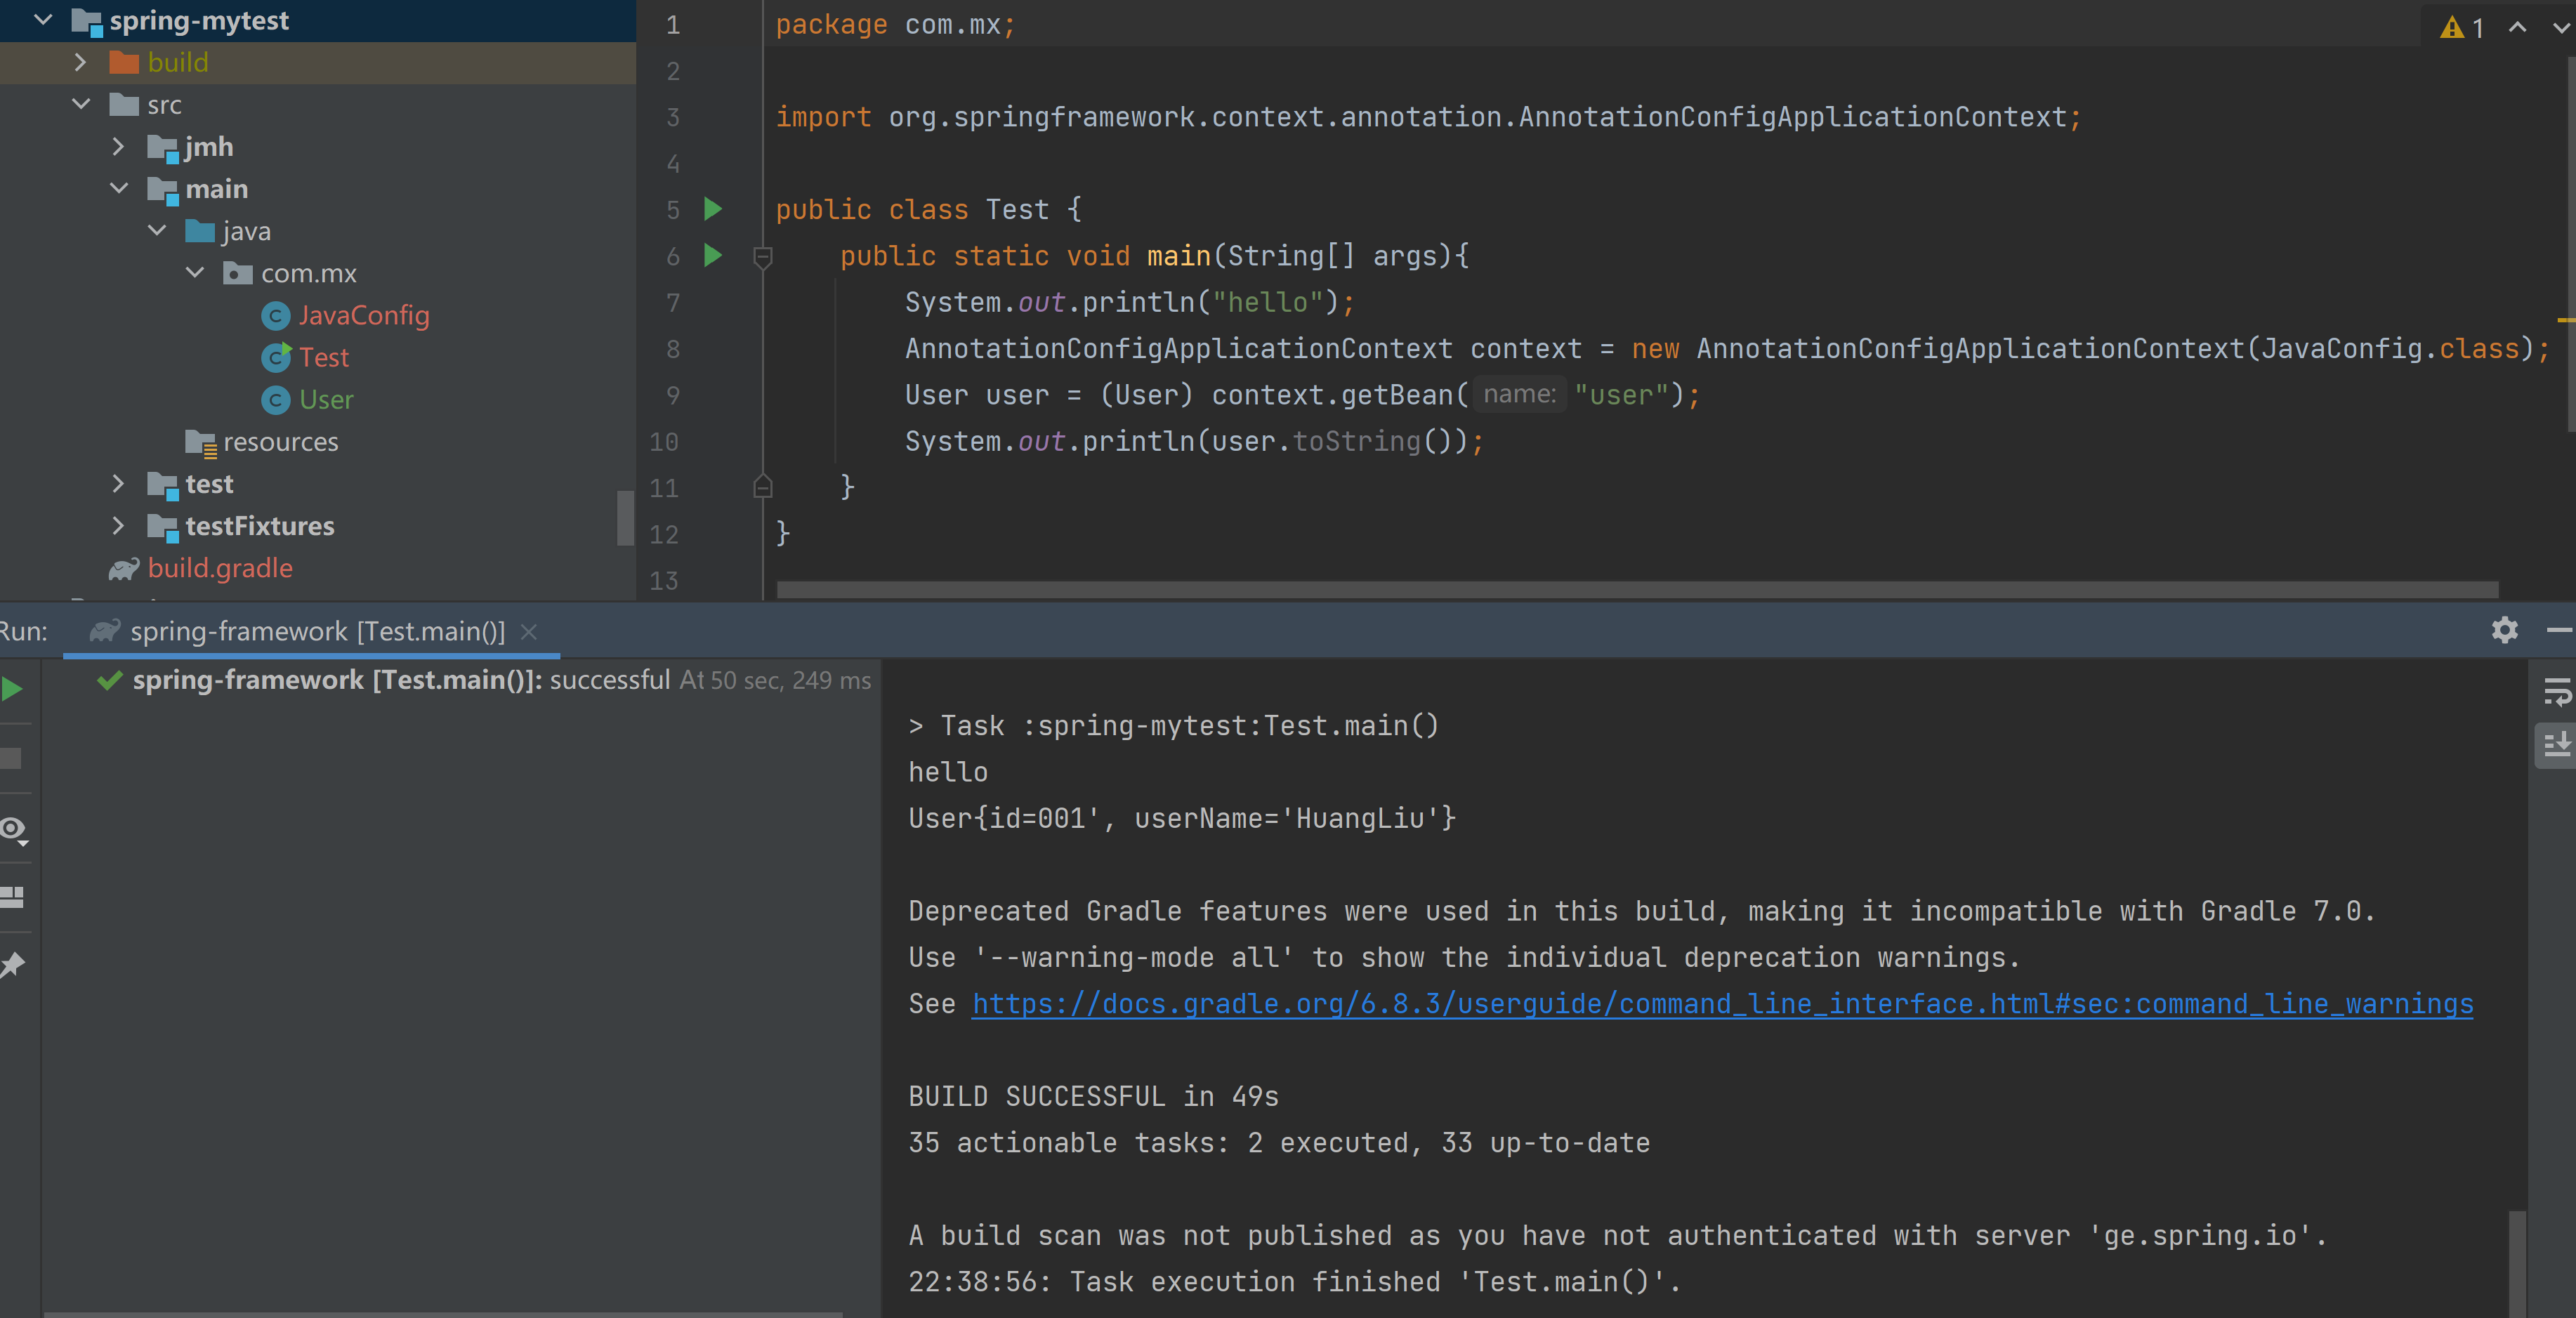 spring-mytest
build
src
jmh
main
java
com.mx
JavaConfig
Test
User
resources
test
testFixtures
build.gradle
1 package com.mx;
2
3 import org.springframework.context.annotation.AnnotationConfigApplicationContext;
4
5 public class Test {
6 public static void main(String[] args){
7 System.out.println("hello");
8 AnnotationConfigApplicationContext context = new AnnotationConfigApplicationContext(JavaConfig.class);
9 User user = (User) context.getBean( name: "user");
10 System.out.println(user.toString());
11 }
12 }
13
1
Run: spring-framework [Test.main()]
spring-framework [Test.main()]: successful At 50 sec, 249 ms
> Task :spring-mytest:Test.main()
hello
User{id=001', userName='HuangLiu'}
Deprecated Gradle features were used in this build, making it incompatible with Gradle 7.0.
Use '--warning-mode all' to show the individual deprecation warnings.
See https://docs.gradle.org/6.8.3/userguide/command_line_interface.html#sec:command_line_warnings
BUILD SUCCESSFUL in 49s
35 actionable tasks: 2 executed, 33 up-to-date
A build scan was not published as you have not authenticated with server 'ge.spring.io'.
22:38:56: Task execution finished 'Test.main()'.